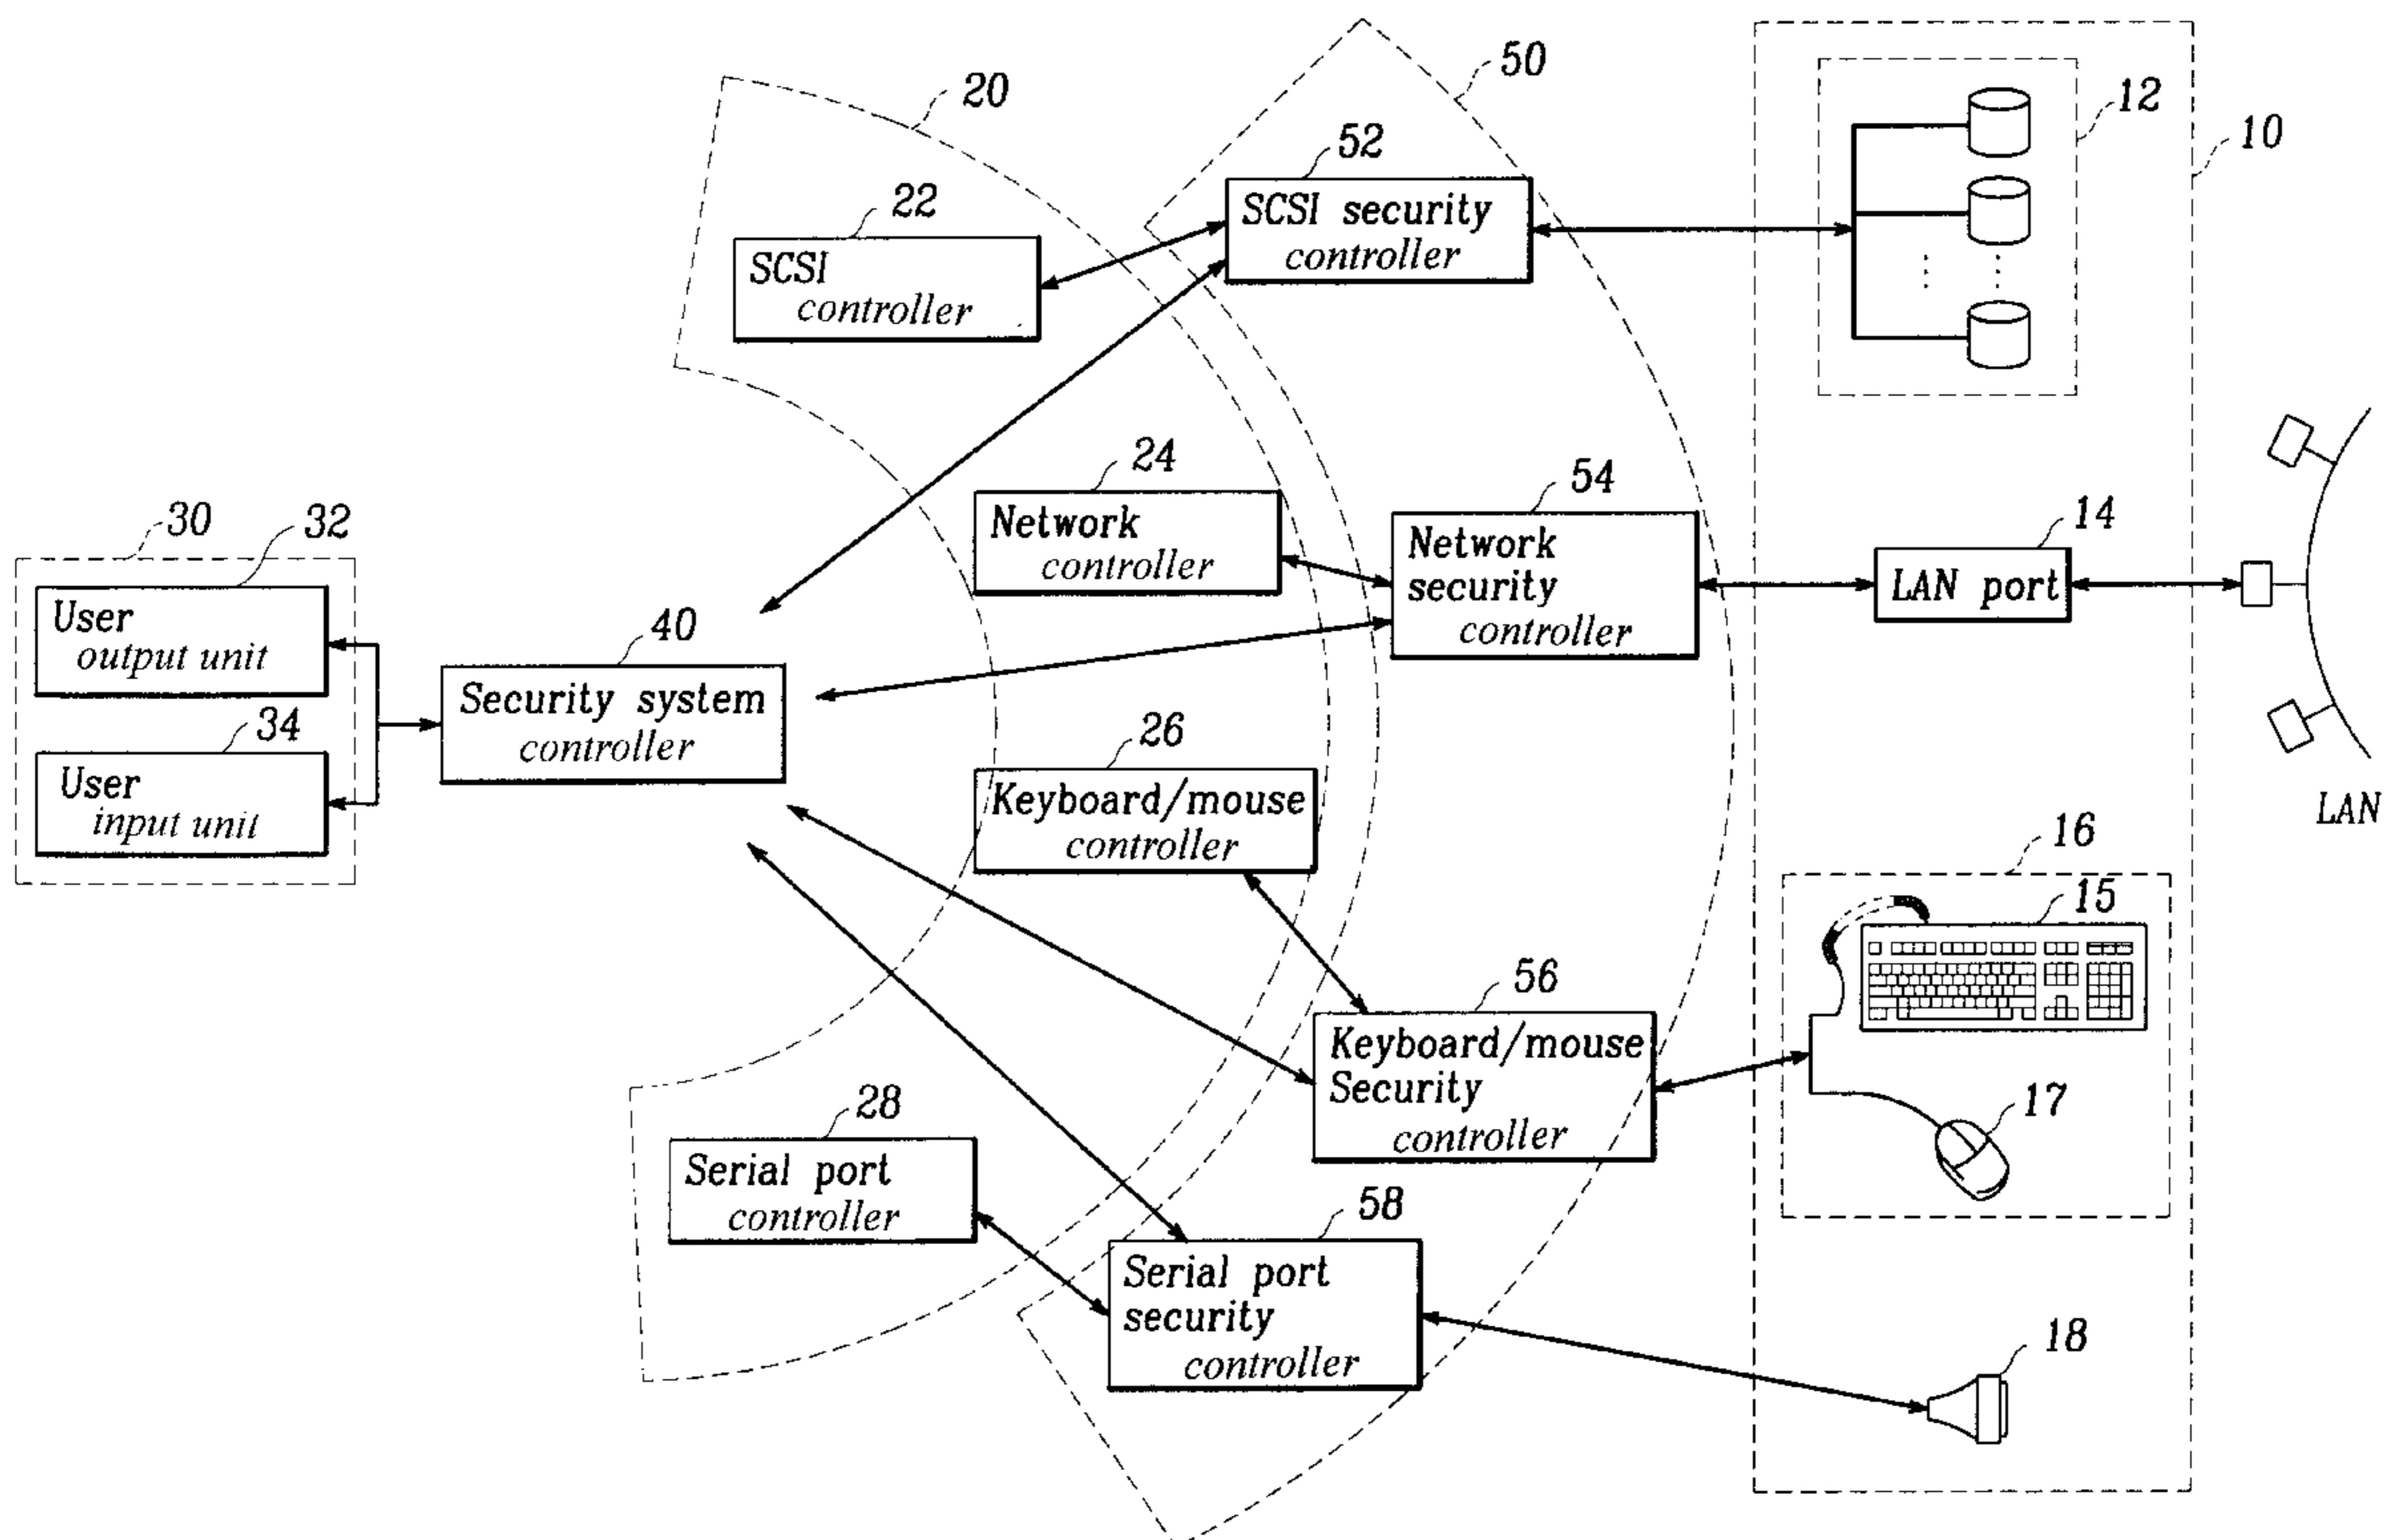 20
50
12
10
22
SCSI
controller
52
SCSI security
controller
24
Network
controller
54
Network
security
controller
14
LAN port
LAN
30
32
User
output unit
34
User
input unit
40
Security system
controller
26
Keyboard/mouse
controller
16
15
17
56
Keyboard/mouse
Security
controller
28
Serial port
controller
58
Serial port
security
controller
18